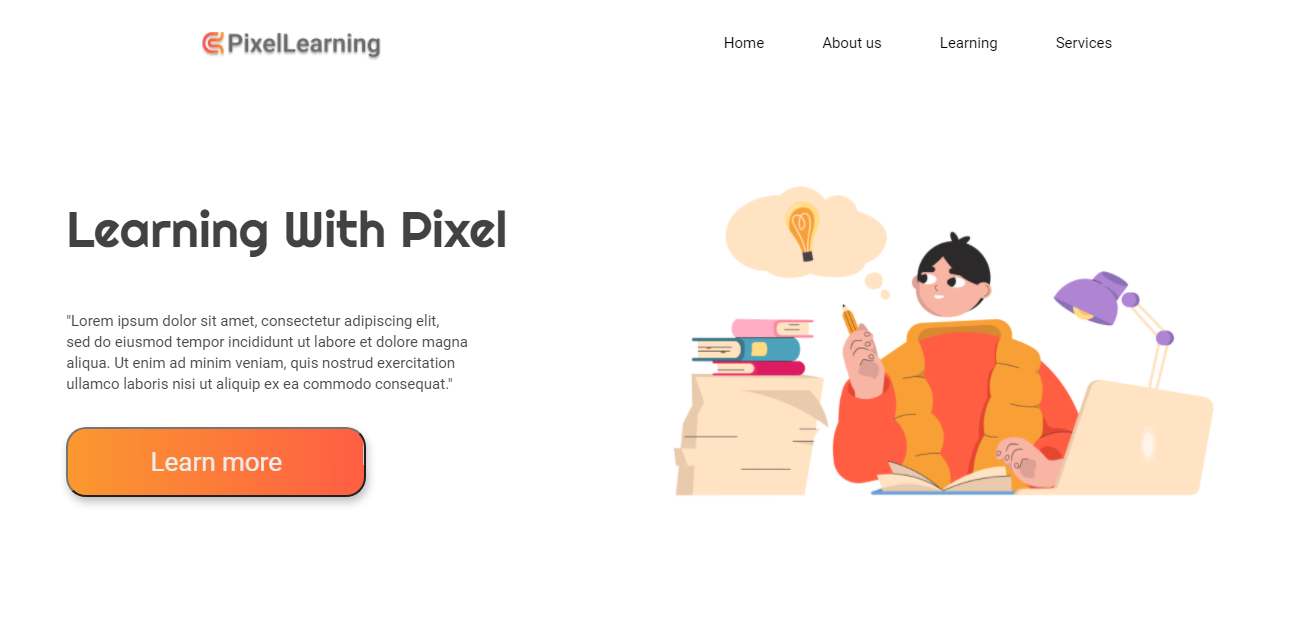 PixelLearning
Home About us Learning Services
Learning With Pixel
"Lorem ipsum dolor sit amet, consectetur adipiscing elit,
sed do eiusmod tempor incididunt ut labore et dolore magna
aliqua. Ut enim ad minim veniam, quis nostrud exercitation
ullamco laboris nisi ut aliquip ex ea commodo consequat."
Learn more